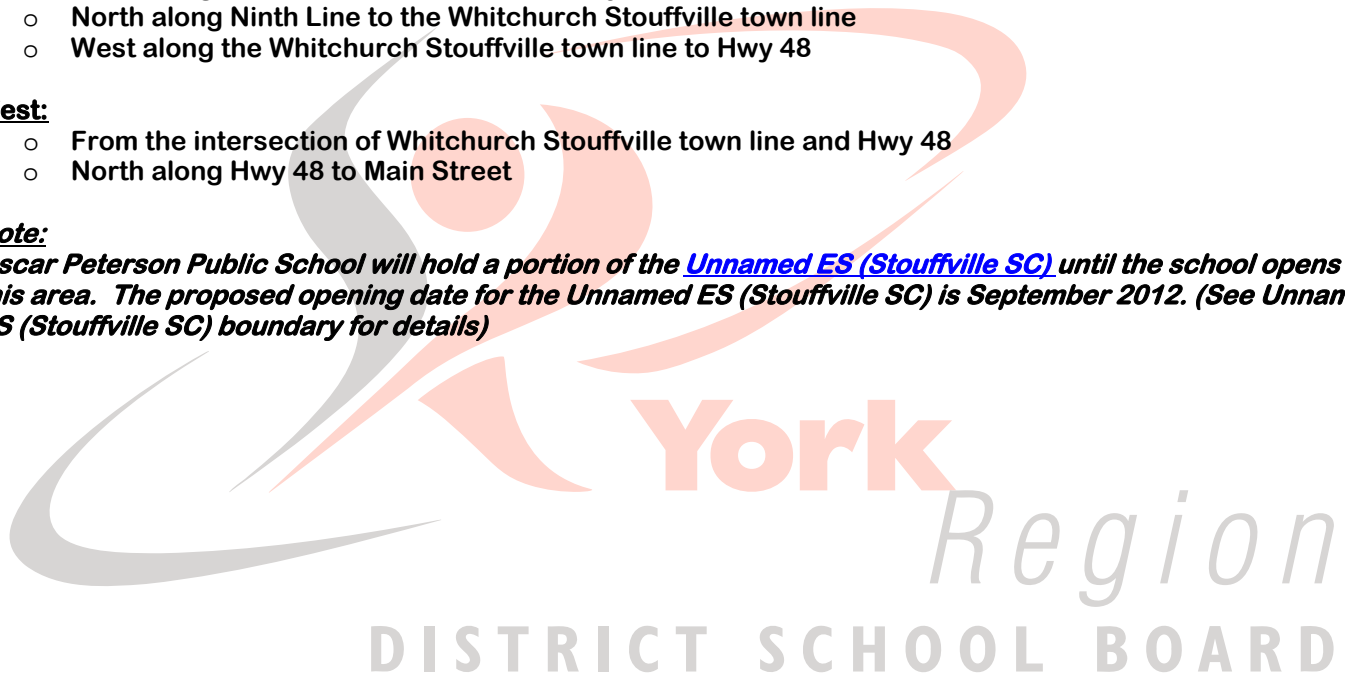 o North along Ninth Line to the Whitchurch Stouffville town line
o West along the Whitchurch Stouffville town line to Hwy 48
est:
o From the intersection of Whitchurch Stouffville town line and Hwy 48
o North along Hwy 48 to Main Street
ote:
scar Peterson Public School will hold a portion of the Unnamed ES (Stouffville SC) until the school opens
is area. The proposed opening date for the Unnamed ES (Stouffville SC) is September 2012. (See Unnam
S (Stouffville SC) boundary for details)
York
Region
DISTRICT SCHOOL BOARD